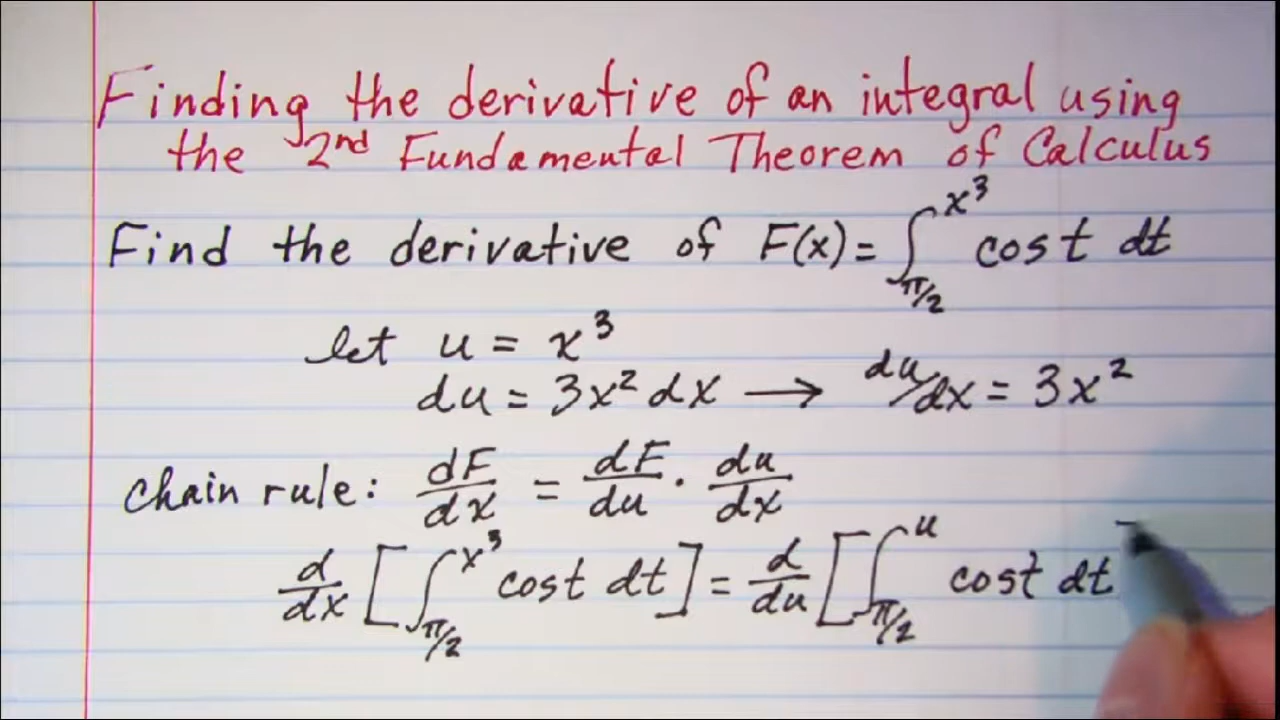 Finding the derivative of an integral using
the 2nd Fundamental Theorem of Calculus
Find the derivative of F(x) = ∫_{π/2}^{x³} cos t dt
let u = x³
du = 3x² dx → du/dx = 3x²
chain rule: dF/dx = dF/du · du/dx
d/dx [∫_{π/2}^{x³} cos t dt] = d/du [∫_{π/2}^{u} cos t dt